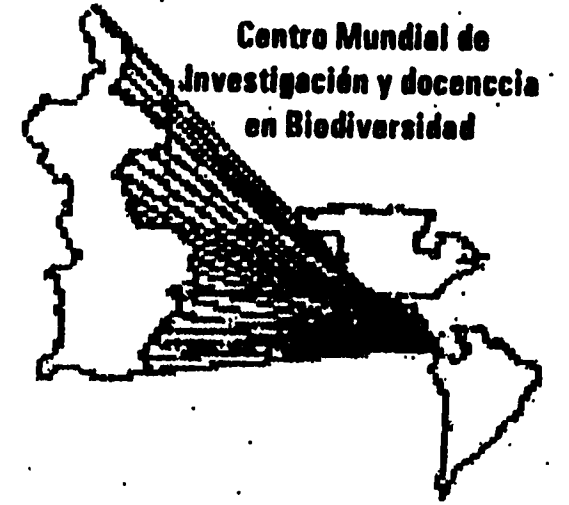 Centro Mundial de
Investigación y docenccia
en Biodiversidad